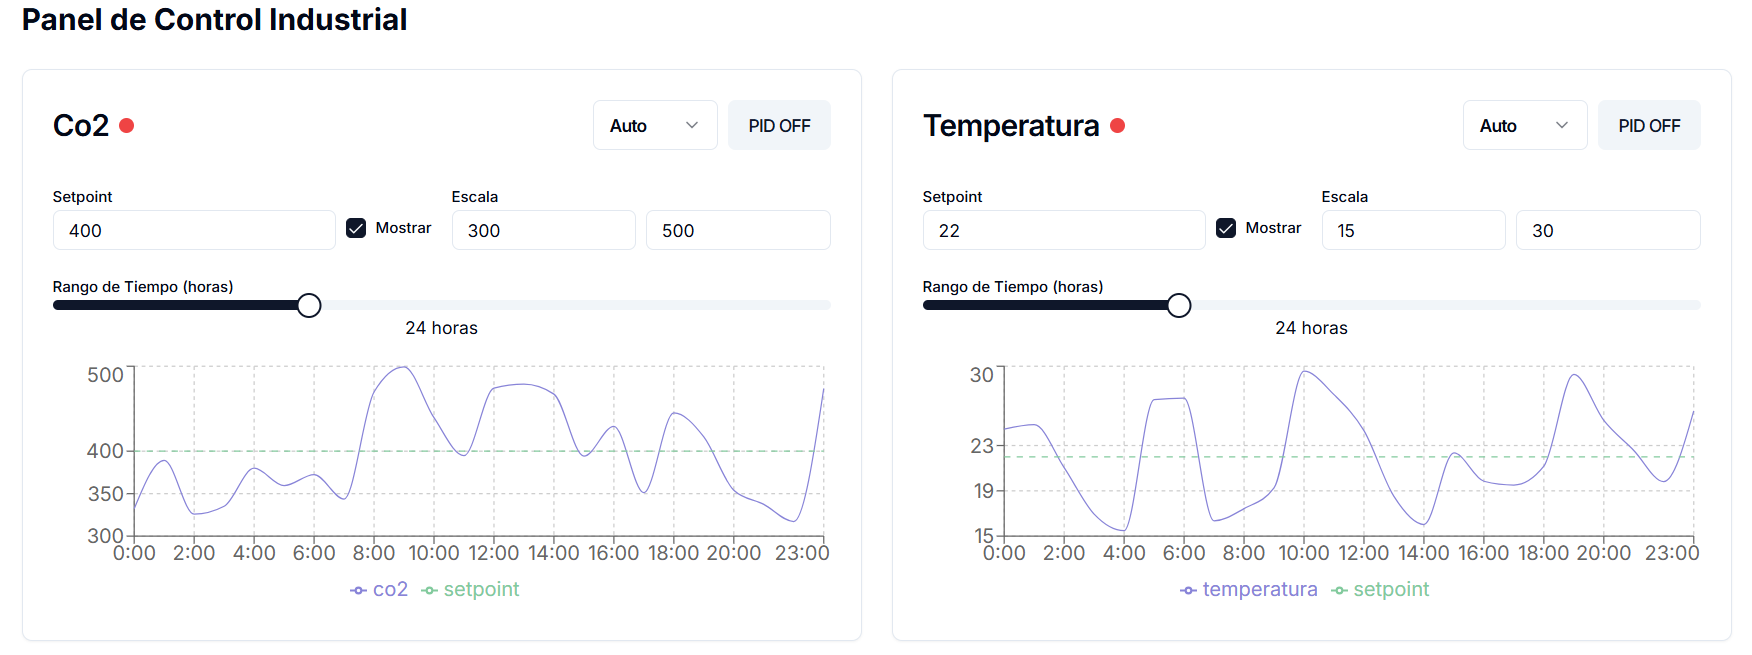 Panel de Control Industrial
Co2
Auto
PID OFF
Setpoint
Escala
400
Mostrar
300
500
Rango de Tiempo (horas)
24 horas
500
400
350
300
0:00 2:00 4:00 6:00 8:00 10:00 12:00 14:00 16:00 18:00 20:00 23:00
co2 setpoint
Temperatura
Auto
PID OFF
Setpoint
Escala
22
Mostrar
15
30
Rango de Tiempo (horas)
24 horas
30
23
19
15
0:00 2:00 4:00 6:00 8:00 10:00 12:00 14:00 16:00 18:00 20:00 23:00
temperatura setpoint